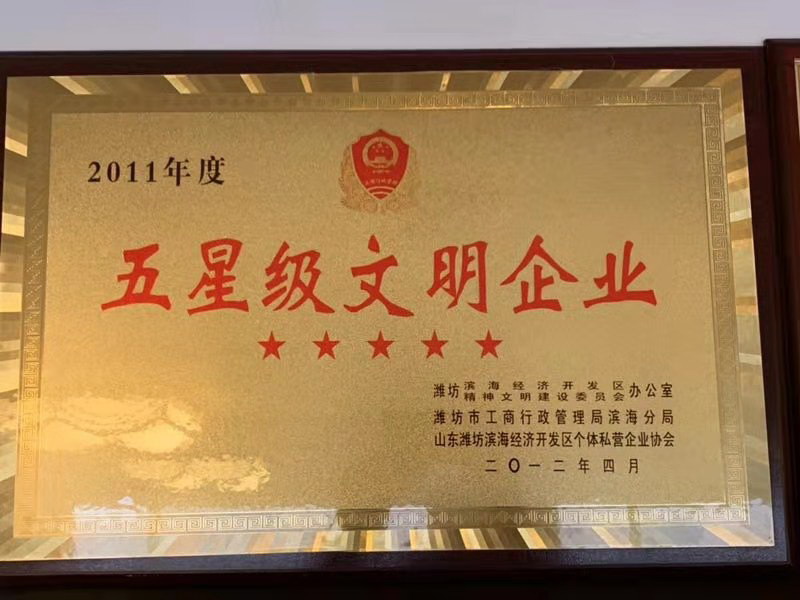 2011年度
五星级文明企业
潍坊滨海经济开发区精神文明建设委员会办公室
潍坊市工商行政管理局滨海分局
山东潍坊滨海经济开发区个体私营企业协会
二〇一二年四月